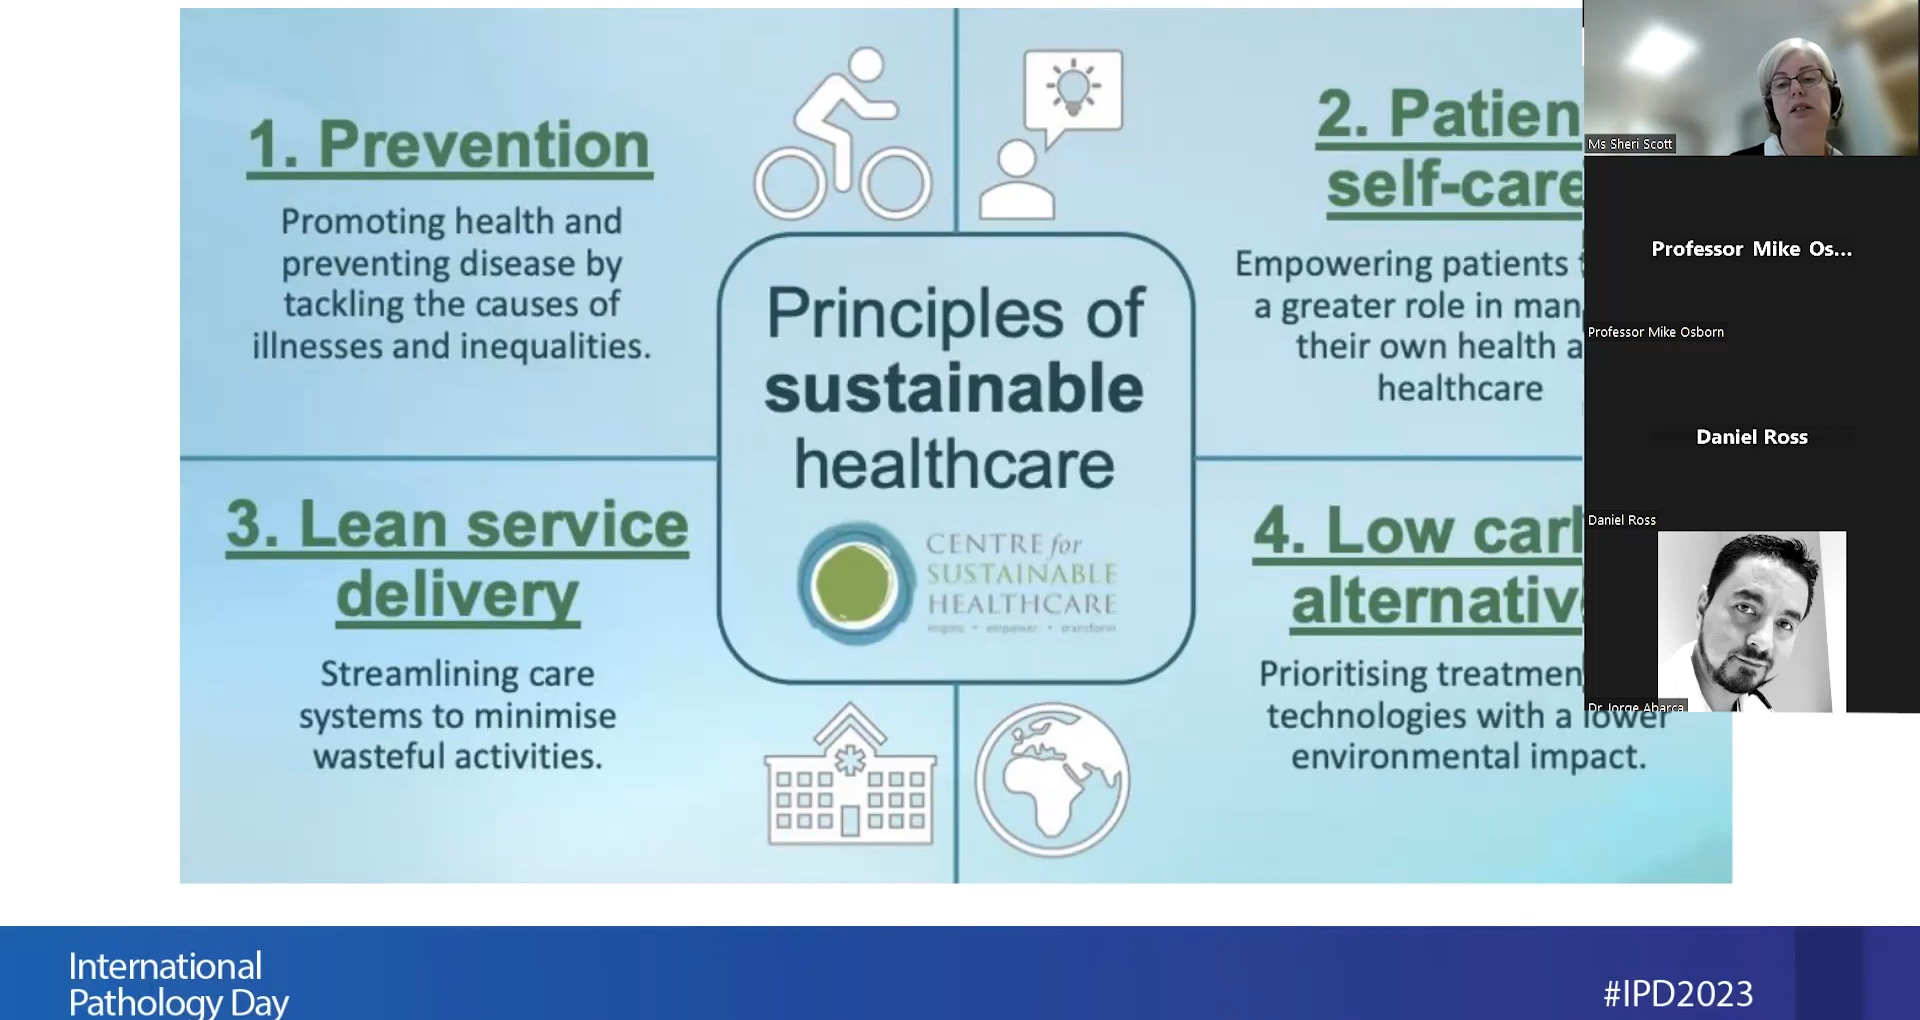 1. Prevention
Promoting health and
preventing disease by
tackling the causes of
illnesses and inequalities.
2. Patien
self-care
Empowering patients
a greater role in man
their own health a
healthcare
Principles of
sustainable
healthcare
CENTRE for
SUSTAINABLE
HEALTHCARE
inspire • empower • transform
3. Lean service
delivery
Streamlining care
systems to minimise
wasteful activities.
4. Low car
alternativ
Prioritising treatmen
technologies with a lower
environmental impact.
Ms Sheri Scott
Professor Mike Os...
Professor Mike Osborn
Daniel Ross
Daniel Ross
Dr Jorge Abarca
International
Pathology Day
#IPD2023